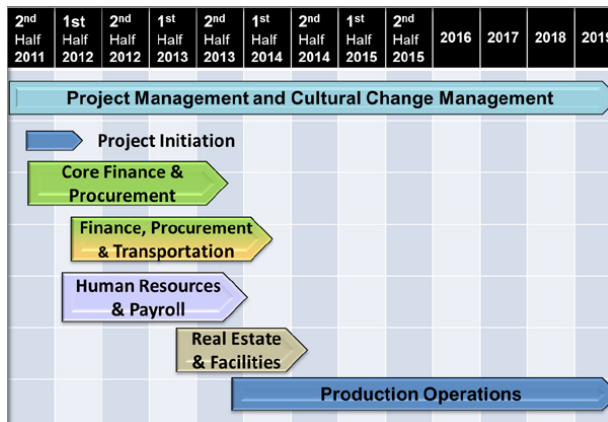 2nd Half 2011
1st Half 2012
2nd Half 2012
1st Half 2013
2nd Half 2013
1st Half 2014
2nd Half 2014
1st Half 2015
2nd Half 2015
2016
2017
2018
2019
Project Management and Cultural Change Management
Project Initiation
Core Finance &
Procurement
Finance, Procurement
& Transportation
Human Resources
& Payroll
Real Estate
& Facilities
Production Operations